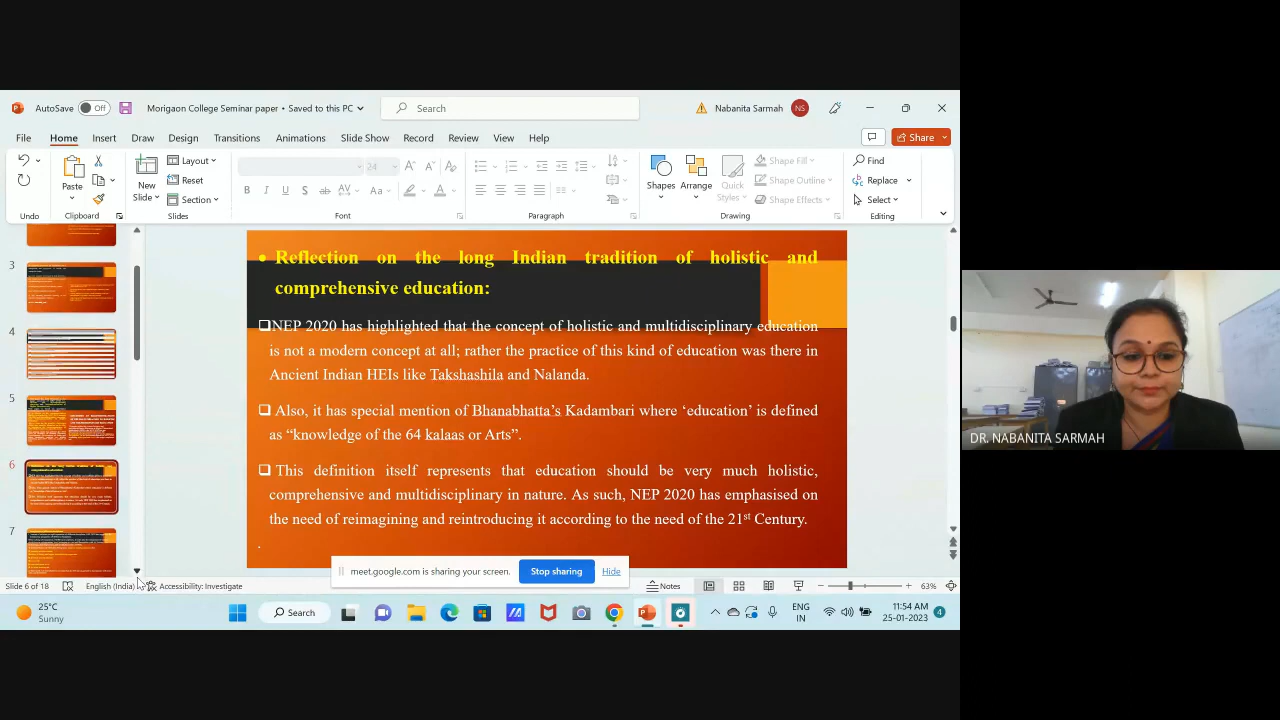 AutoSave Off Morigaon College Seminar paper • Saved to this PC Search Nabanita Sarmah NS
File Home Insert Draw Design Transitions Animations Slide Show Record Review View Help Share
Undo
Paste
Clipboard
New Slide
Layout
Reset
Section
Slides
24
B I U S ab AV Aa A
Font
Paragraph
Shapes Arrange Quick Styles
Shape Fill
Shape Outline
Shape Effects
Drawing
Find
Replace
Select
Editing
3
4
5
6
7
• Reflection on the long Indian tradition of holistic and
comprehensive education:
NEP 2020 has highlighted that the concept of holistic and multidisciplinary education
is not a modern concept at all; rather the practice of this kind of education was there in
Ancient Indian HEIs like Takshashila and Nalanda.
Also, it has special mention of Bhanabhatta’s Kadambari where ‘education’ is defined
as “knowledge of the 64 kalaas or Arts”.
This definition itself represents that education should be very much holistic,
comprehensive and multidisciplinary in nature. As such, NEP 2020 has emphasised on
the need of reimagining and reintroducing it according to the need of the 21st Century.
.
meet.google.com is sharing your screen. Stop sharing Hide
Slide 6 of 18 English (India) Accessibility: Investigate Notes 63%
25°C
Sunny
Search
ENG
IN
11:54 AM
25-01-2023
4
DR. NABANITA SARMAH